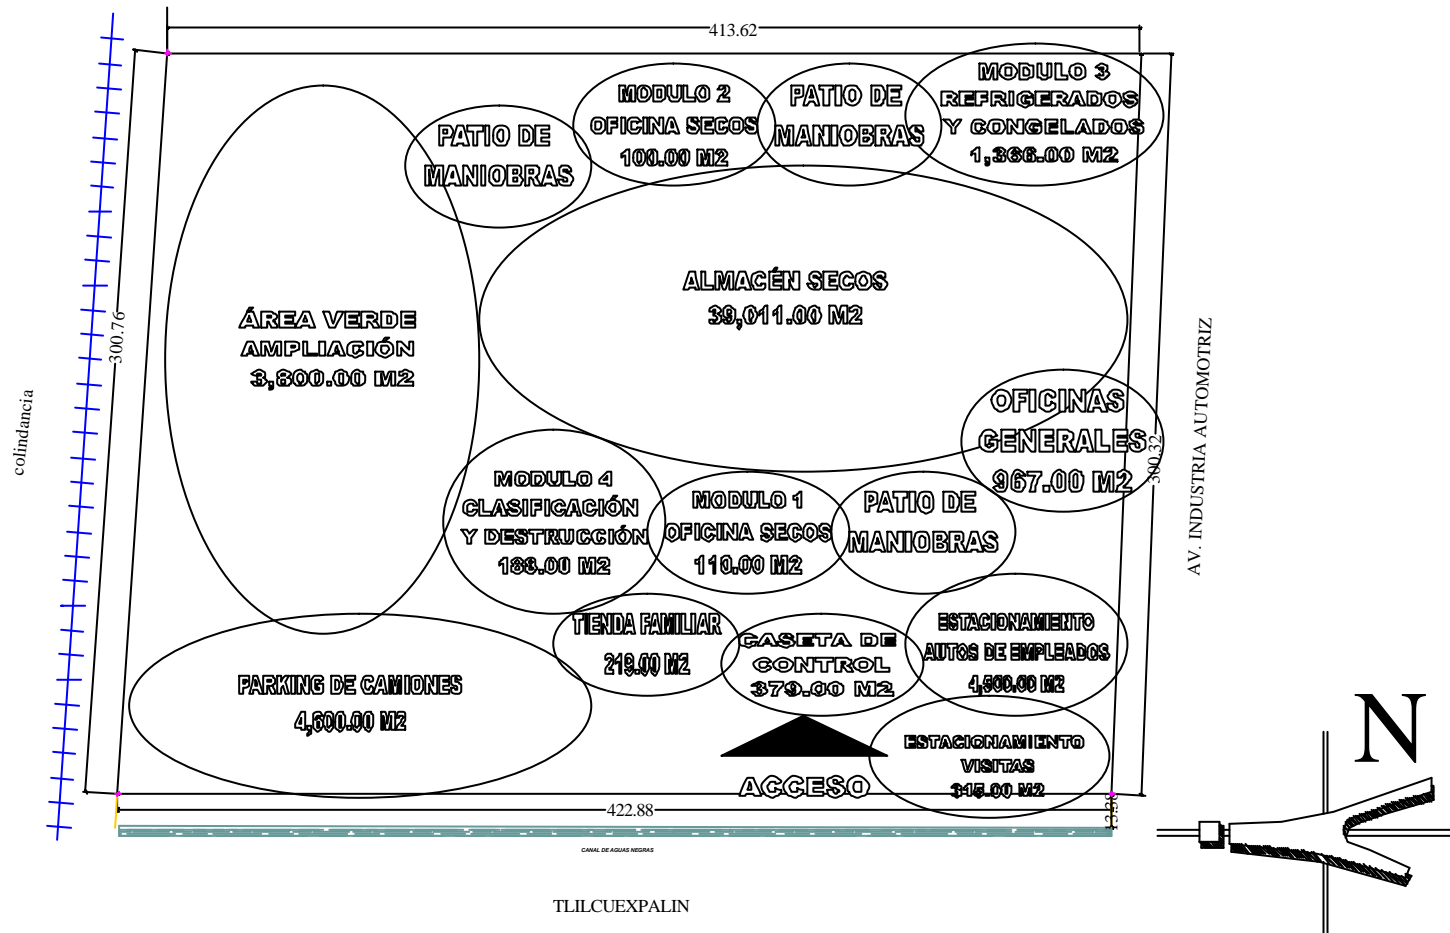 413.62
MODULO 3
REFRIGERADOS
Y CONGELADOS
1,366.00 M2
MODULO 2
OFICINA SECOS
100.00 M2
PATIO DE
MANIOBRAS
PATIO DE
MANIOBRAS
ALMACÉN SECOS
39,011.00 M2
ÁREA VERDE
AMPLIACIÓN
3,800.00 M2
300.76
colindancia
AV. INDUSTRIA AUTOMOTRIZ
300.32
OFICINAS
GENERALES
967.00 M2
MODULO 4
CLASIFICACIÓN
Y DESTRUCCIÓN
183.00 M2
MODULO 1
OFICINA SECOS
110.00 M2
PATIO DE
MANIOBRAS
TIENDA FAMILIAR
219.00 M2
CASETA DE
CONTROL
379.00 M2
ESTACIONAMIENTO
AUTOS DE EMPLEADOS
4,500.00 M2
PARKING DE CAMIONES
4,600.00 M2
ESTACIONAMIENTO
VISITAS
315.00 M2
ACCESO
422.88
13.38
CANAL DE AGUAS NEGRAS
TLILCUEXPALIN
N